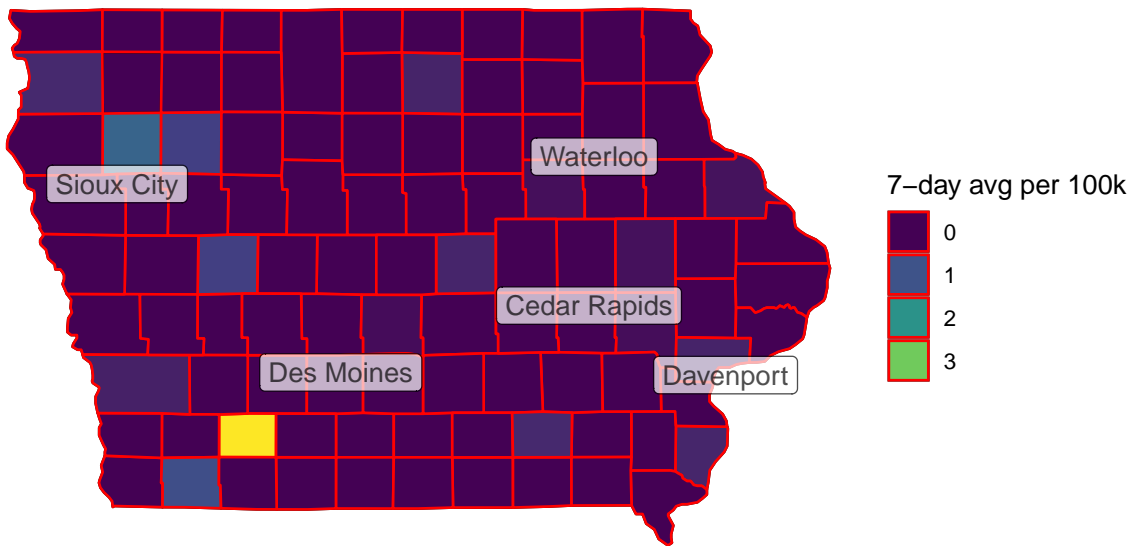 Waterloo
Sioux City
Cedar Rapids
Des Moines
Davenport
7−day avg per 100k
0
1
2
3